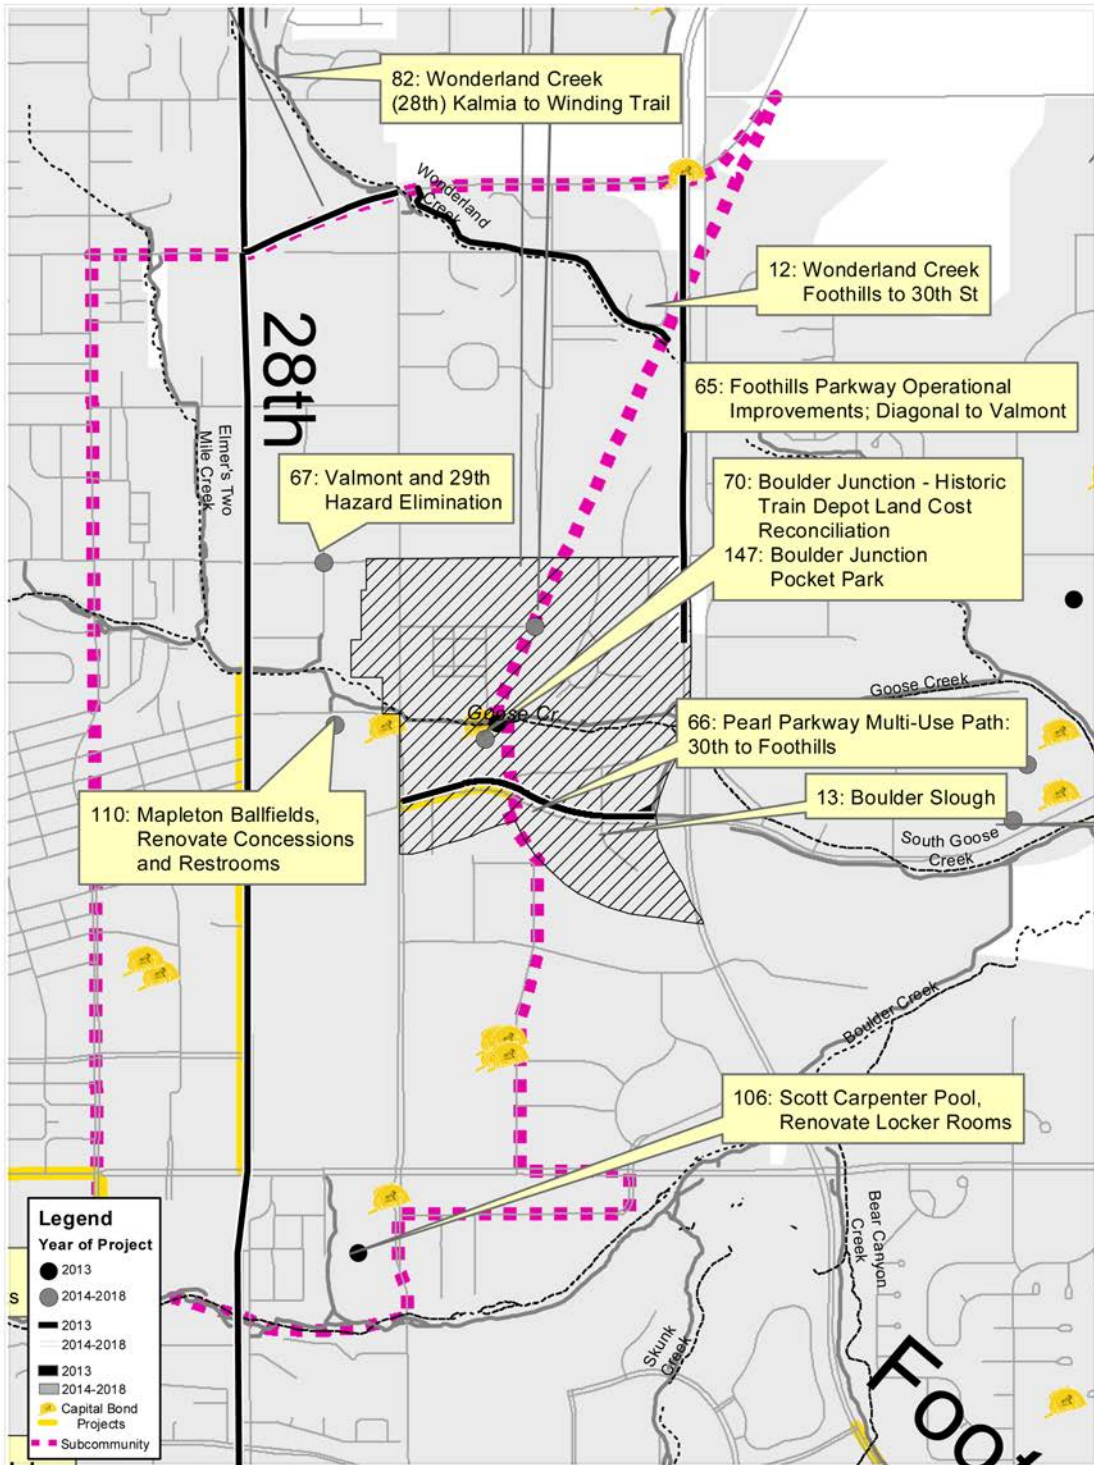 82: Wonderland Creek
(28th) Kalmia to Winding Trail
Wonderland
Creek
12: Wonderland Creek
Foothills to 30th St
28th
65: Foothills Parkway Operational
Improvements; Diagonal to Valmont
Elmer's Two
Mile Creek
67: Valmont and 29th
Hazard Elimination
70: Boulder Junction - Historic
Train Depot Land Cost
Reconciliation
147: Boulder Junction
Pocket Park
Goose Creek
Goose Cr
66: Pearl Parkway Multi-Use Path:
30th to Foothills
110: Mapleton Ballfields,
Renovate Concessions
and Restrooms
13: Boulder Slough
South Goose
Creek
Boulder Creek
106: Scott Carpenter Pool,
Renovate Locker Rooms
Bear Canyon
Creek
Skunk
Creek
Foot
s
Legend
Year of Project
2013
2014-2018
2013
2014-2018
2013
2014-2018
Capital Bond
Projects
Subcommunity